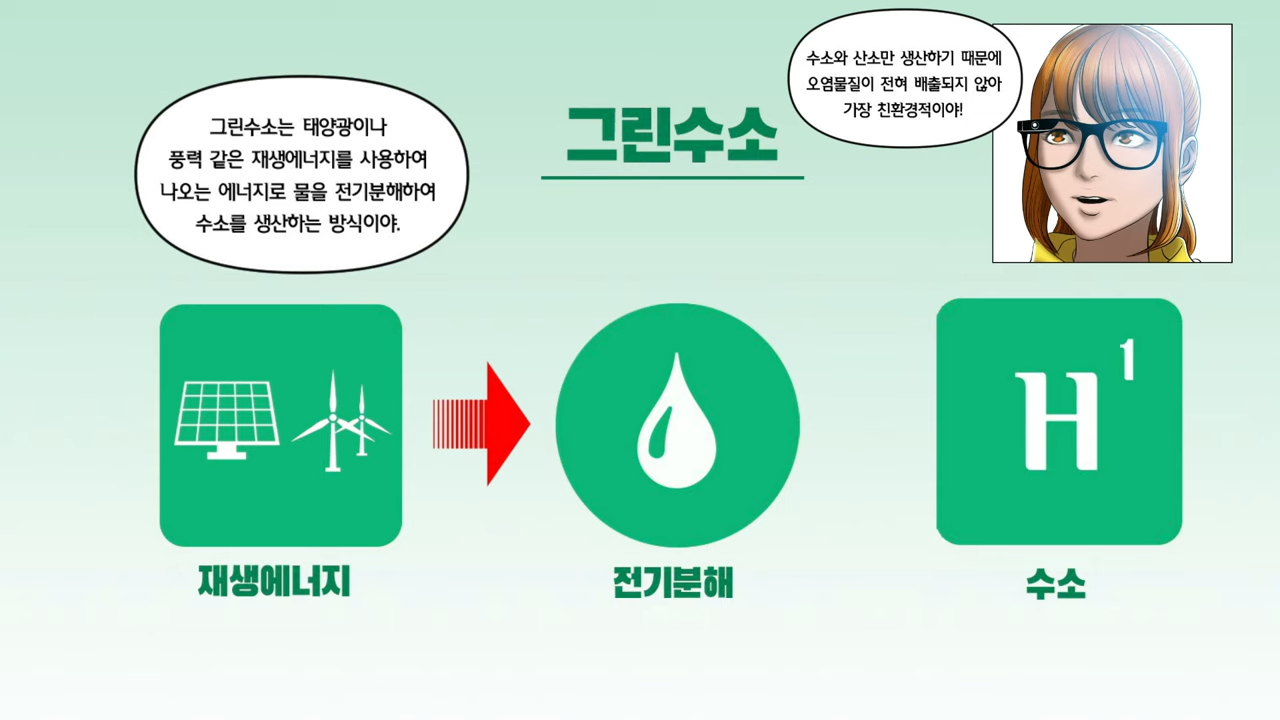 수소와 산소만 생산하기 때문에
오염물질이 전혀 배출되지 않아
가장 친환경적이야!
그린수소는 태양광이나
풍력 같은 재생에너지를 사용하여
나오는 에너지로 물을 전기분해하여
수소를 생산하는 방식이야.
그린수소
H 1
재생에너지
전기분해
수소